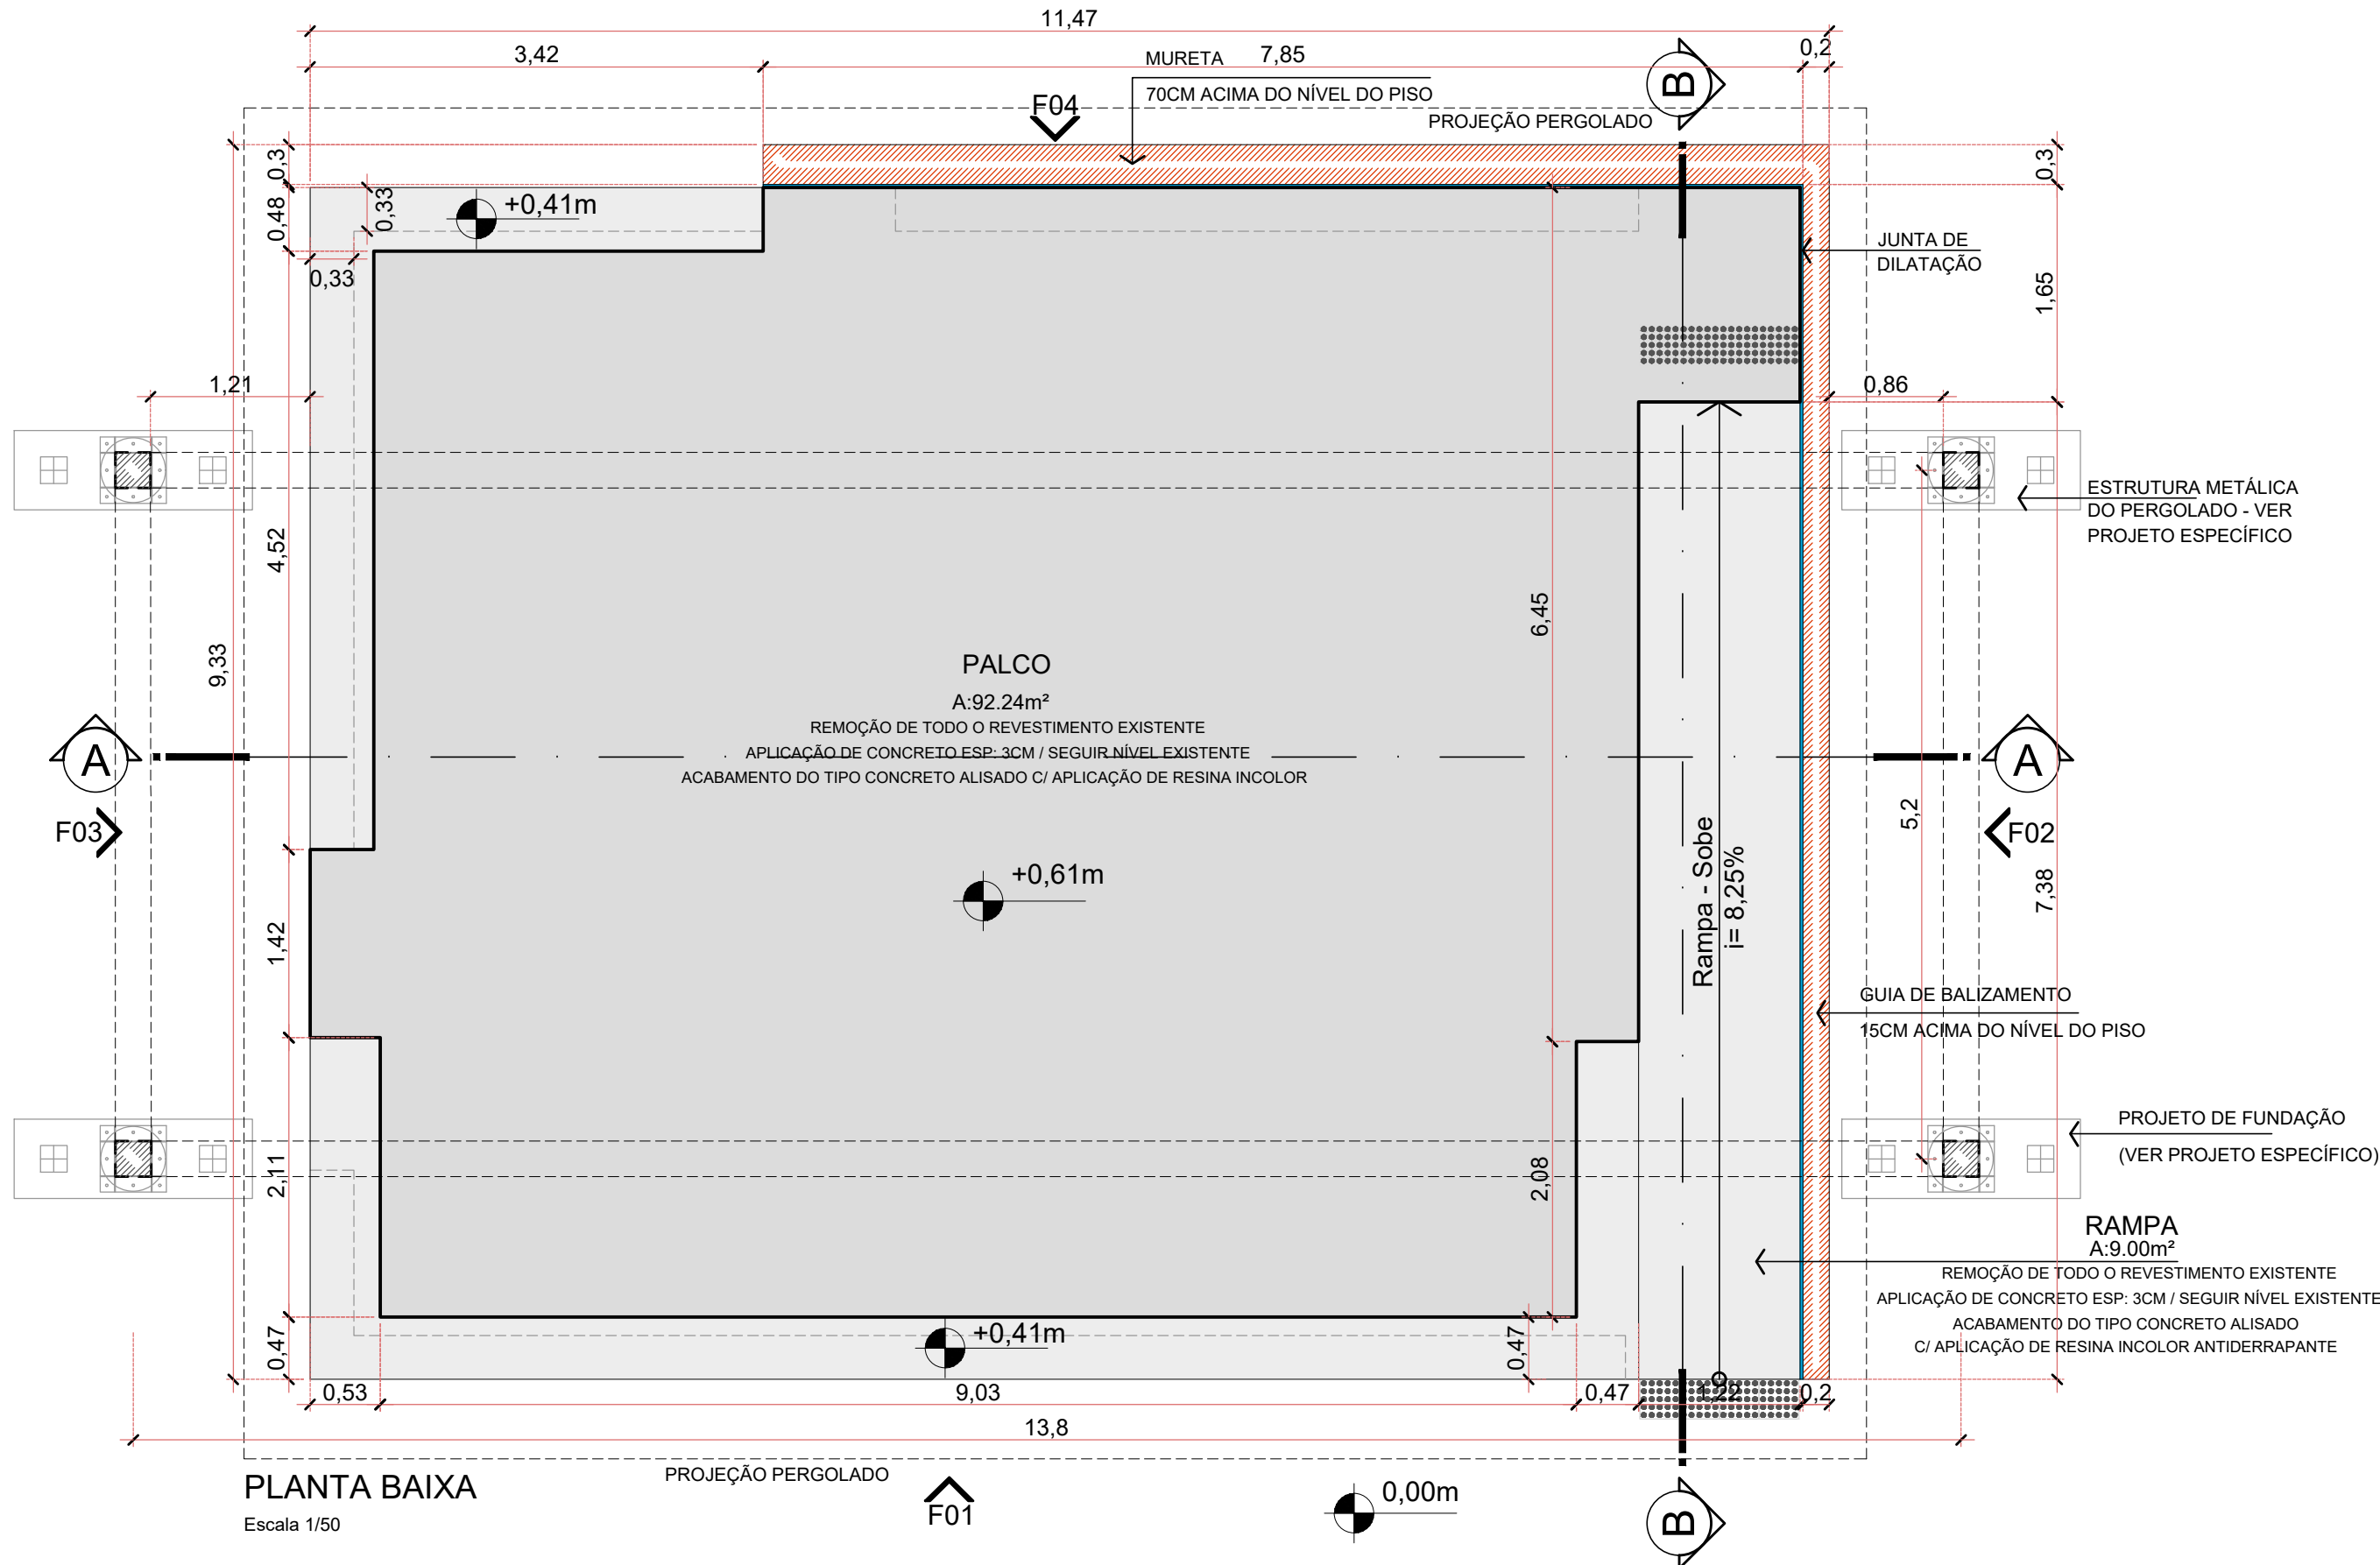 11,47
3,42
MURETA 7,85
0,2
B
70CM ACIMA DO NÍVEL DO PISO
F04
PROJEÇÃO PERGOLADO
0,3
0,3
0,48
0,33
+0,41m
0,33
JUNTA DE
DILATAÇÃO
1,65
1,21
0,86
ESTRUTURA METÁLICA
DO PERGOLADO - VER
PROJETO ESPECÍFICO
4,52
6,45
9,33
PALCO
A:92.24m²
REMOÇÃO DE TODO O REVESTIMENTO EXISTENTE
APLICAÇÃO DE CONCRETO ESP: 3CM / SEGUIR NÍVEL EXISTENTE
ACABAMENTO DO TIPO CONCRETO ALISADO C/ APLICAÇÃO DE RESINA INCOLOR
A
A
F03
F02
5,2
Rampa - Sobe
i= 8,25%
+0,61m
7,38
1,42
GUIA DE BALIZAMENTO
15CM ACIMA DO NÍVEL DO PISO
PROJETO DE FUNDAÇÃO
(VER PROJETO ESPECÍFICO)
2,11
2,08
RAMPA
A:9.00m²
REMOÇÃO DE TODO O REVESTIMENTO EXISTENTE
APLICAÇÃO DE CONCRETO ESP: 3CM / SEGUIR NÍVEL EXISTENTE
ACABAMENTO DO TIPO CONCRETO ALISADO
C/ APLICAÇÃO DE RESINA INCOLOR ANTIDERRAPANTE
0,47
+0,41m
0,47
0,53
9,03
0,47
1,22
0,2
13,8
PLANTA BAIXA
Escala 1/50
PROJEÇÃO PERGOLADO
F01
0,00m
B